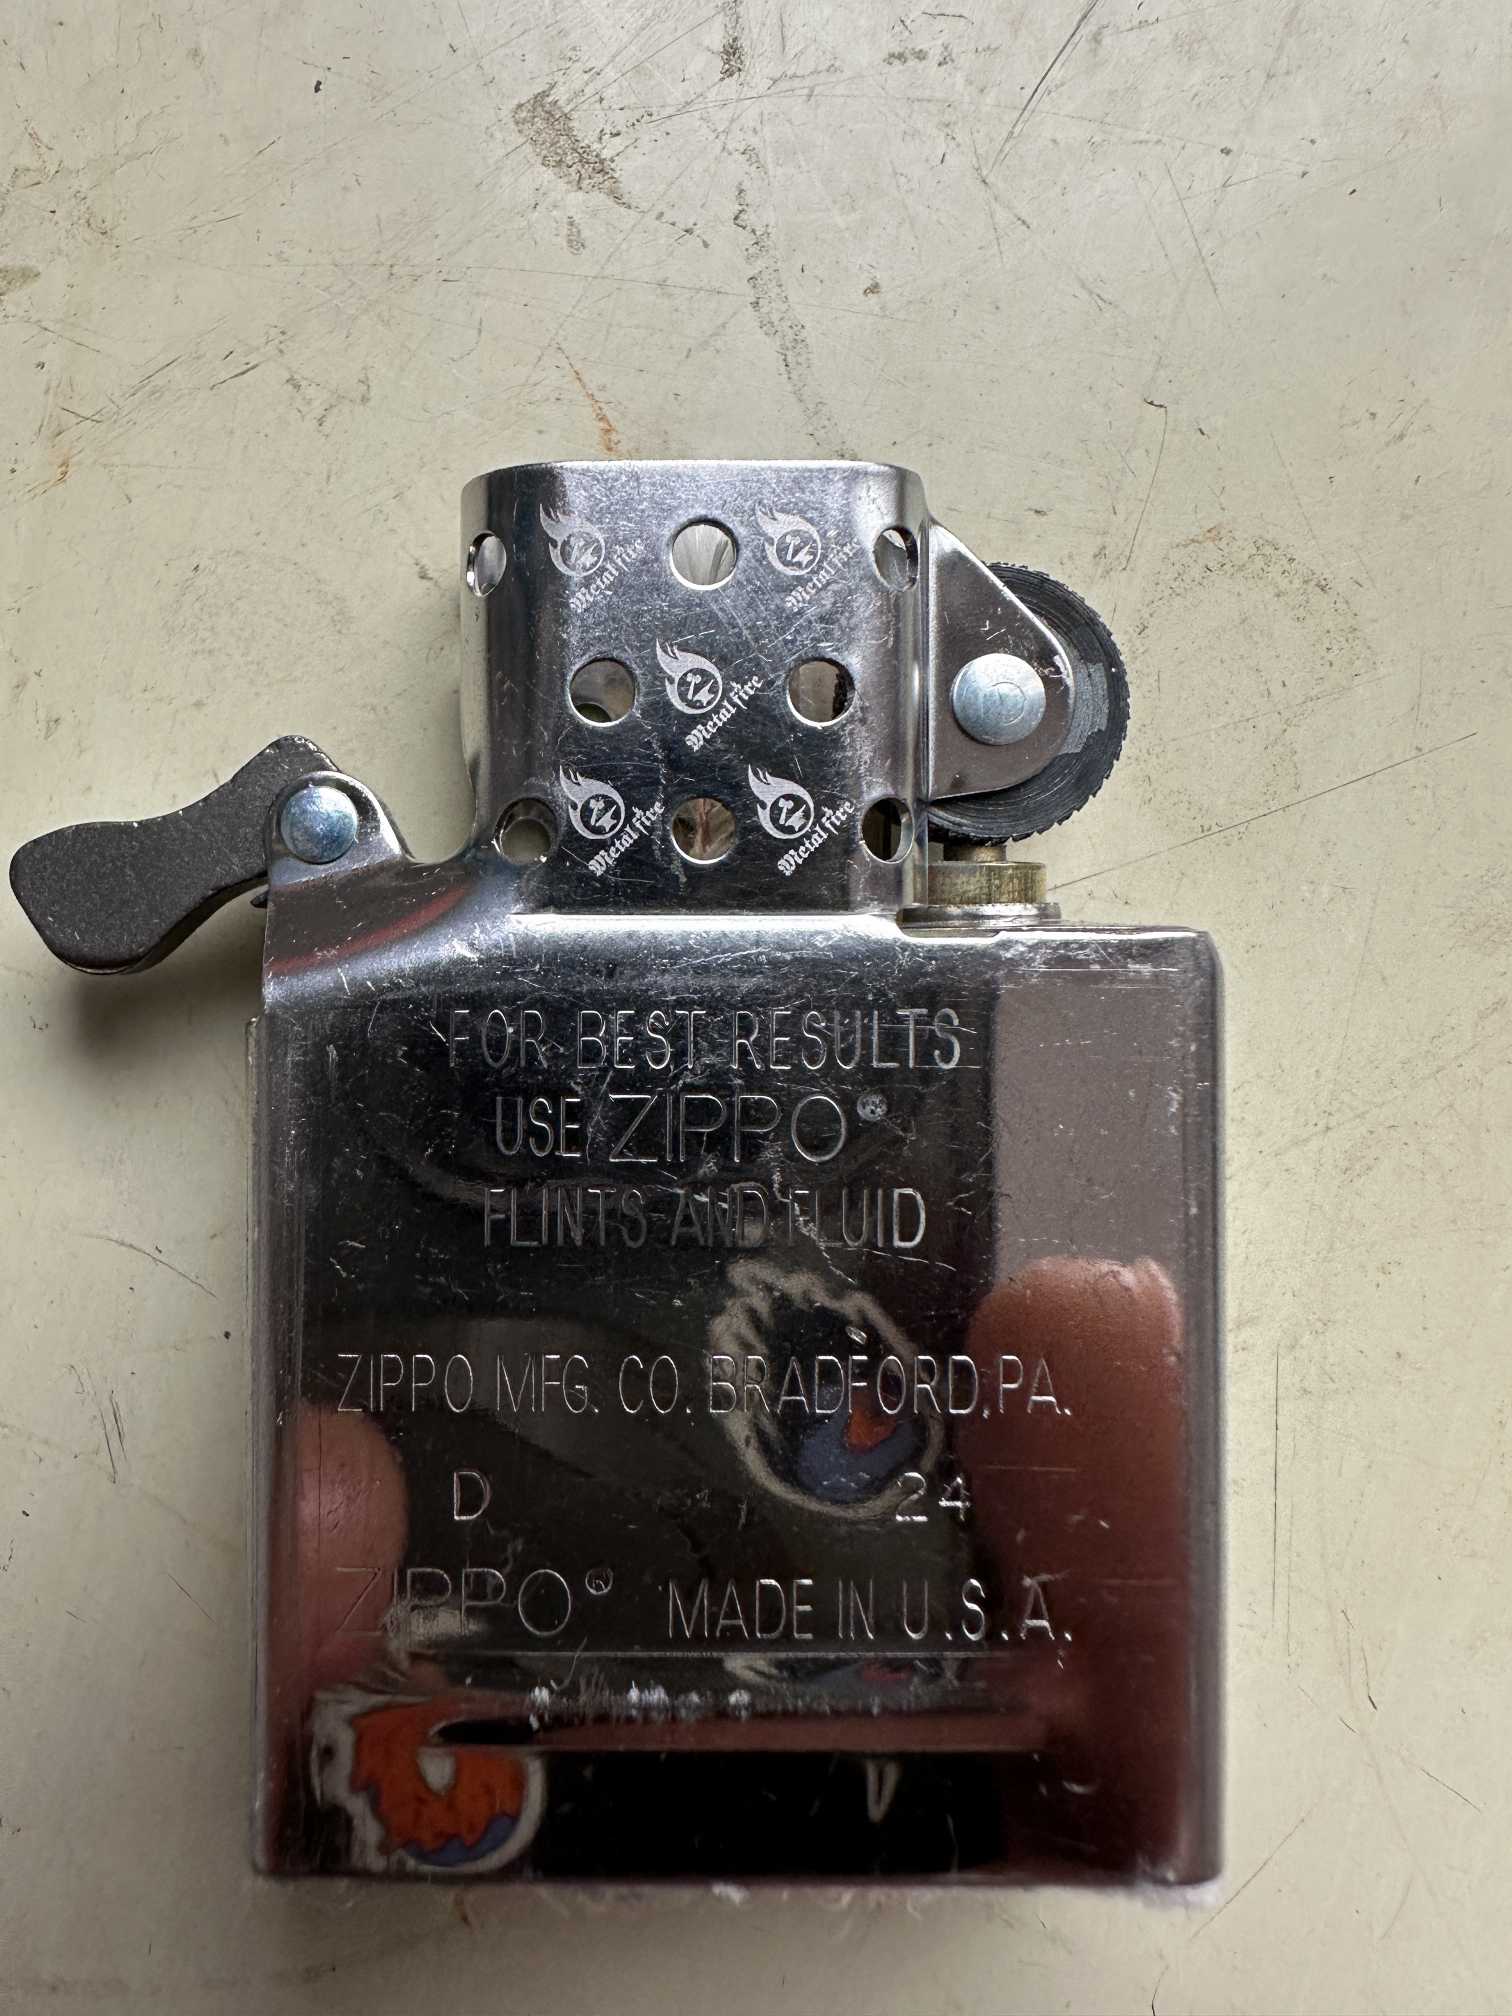 Metal fire
Metal fire
Metal fire
Metal fire
Metal fire
FOR BEST RESULTS
USE ZIPPO®
FLINTS AND FLUID
ZIPPO MFG. CO. BRADFORD, PA.
D 24
ZIPPO® MADE IN U.S.A.